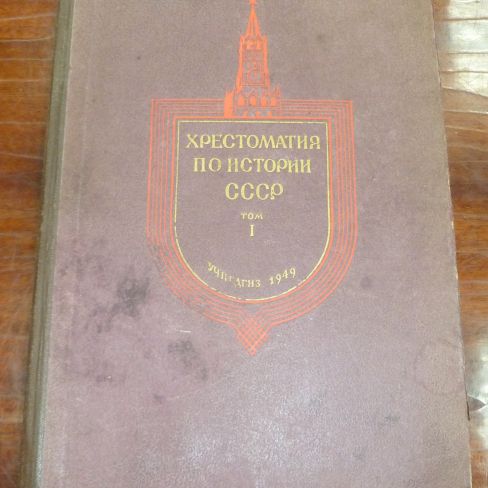 ХРЕСТОМАТИЯ
ПО ИСТОРИИ
СССР
ТОМ
I
УЧПЕДГИЗ 1949